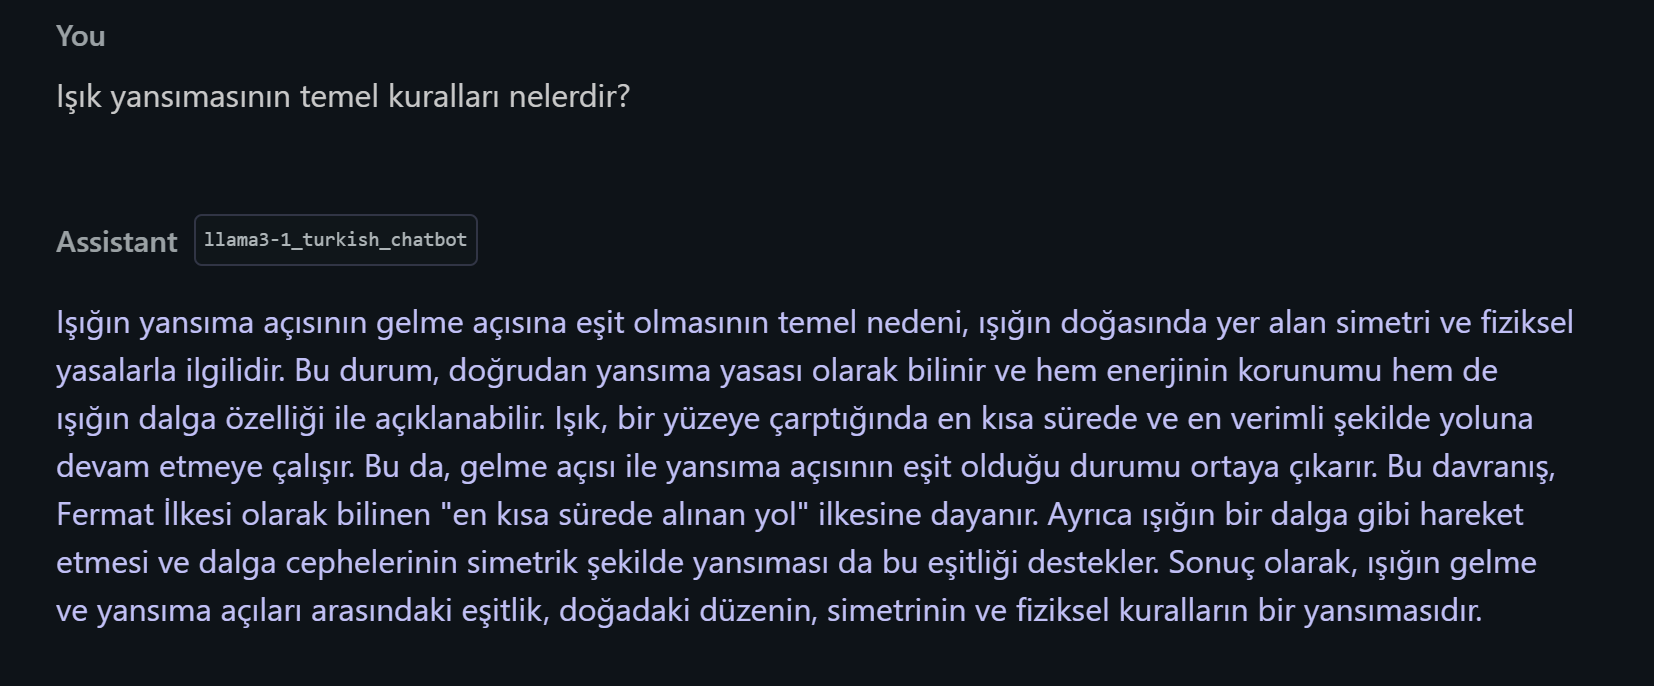 You
Işık yansımasının temel kuralları nelerdir?
Assistant llama3-1_turkish_chatbot
Işığın yansıma açısının gelme açısına eşit olmasının temel nedeni, ışığın doğasında yer alan simetri ve fiziksel
yasalarla ilgilidir. Bu durum, doğrudan yansıma yasası olarak bilinir ve hem enerjinin korunumu hem de
ışığın dalga özelliği ile açıklanabilir. Işık, bir yüzeye çarptığında en kısa sürede ve en verimli şekilde yoluna
devam etmeye çalışır. Bu da, gelme açısı ile yansıma açısının eşit olduğu durumu ortaya çıkarır. Bu davranış,
Fermat İlkesi olarak bilinen "en kısa sürede alınan yol" ilkesine dayanır. Ayrıca ışığın bir dalga gibi hareket
etmesi ve dalga cephelerinin simetrik şekilde yansıması da bu eşitliği destekler. Sonuç olarak, ışığın gelme
ve yansıma açıları arasındaki eşitlik, doğadaki düzenin, simetrinin ve fiziksel kuralların bir yansımasıdır.